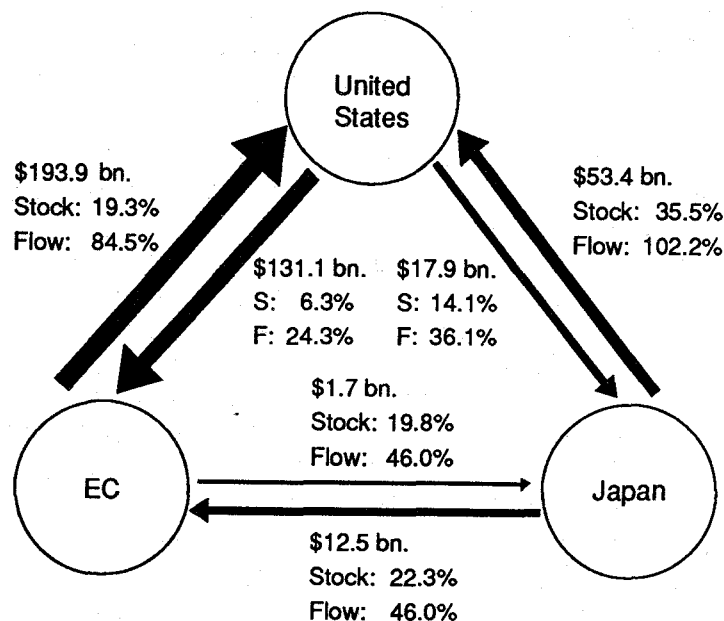 United
States
$193.9 bn.
Stock: 19.3%
Flow: 84.5%
$53.4 bn.
Stock: 35.5%
Flow: 102.2%
$131.1 bn.
S: 6.3%
F: 24.3%
$17.9 bn.
S: 14.1%
F: 36.1%
$1.7 bn.
Stock: 19.8%
Flow: 46.0%
EC
Japan
$12.5 bn.
Stock: 22.3%
Flow: 46.0%